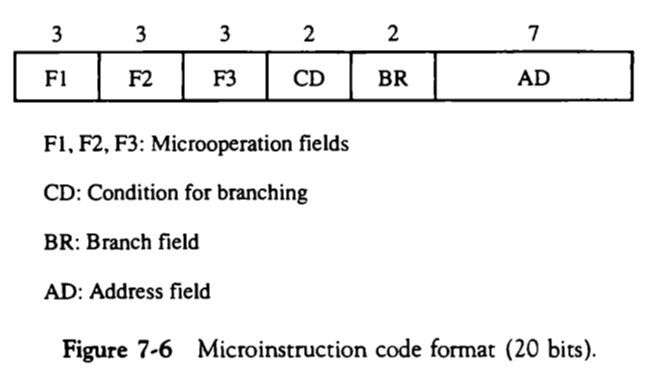 3 3 3 2 2 7
F1 F2 F3 CD BR AD
F1, F2, F3: Microoperation fields
CD: Condition for branching
BR: Branch field
AD: Address field
Figure 7-6 Microinstruction code format (20 bits).